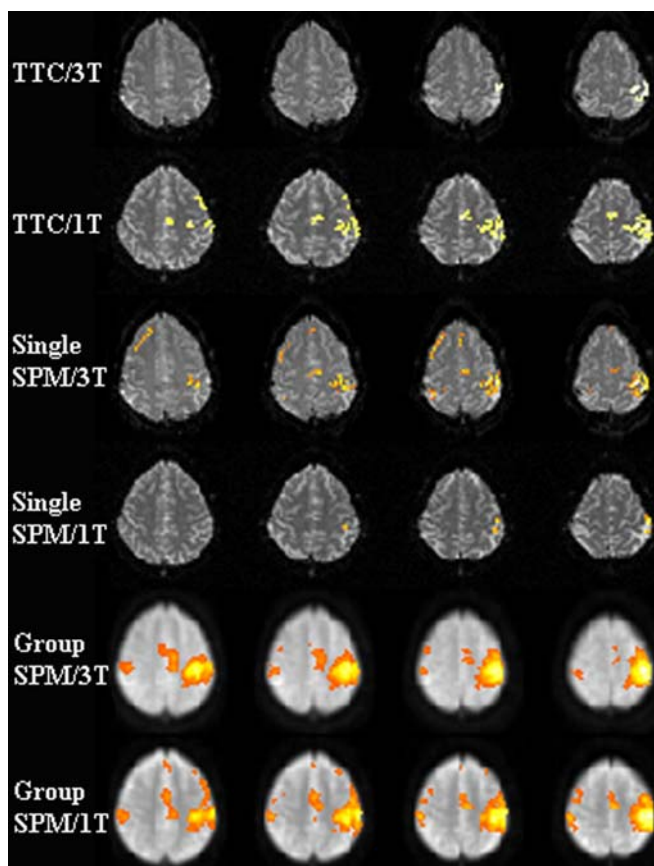 TTC/3T
TTC/1T
Single
SPM/3T
Single
SPM/1T
Group
SPM/3T
Group
SPM/1T